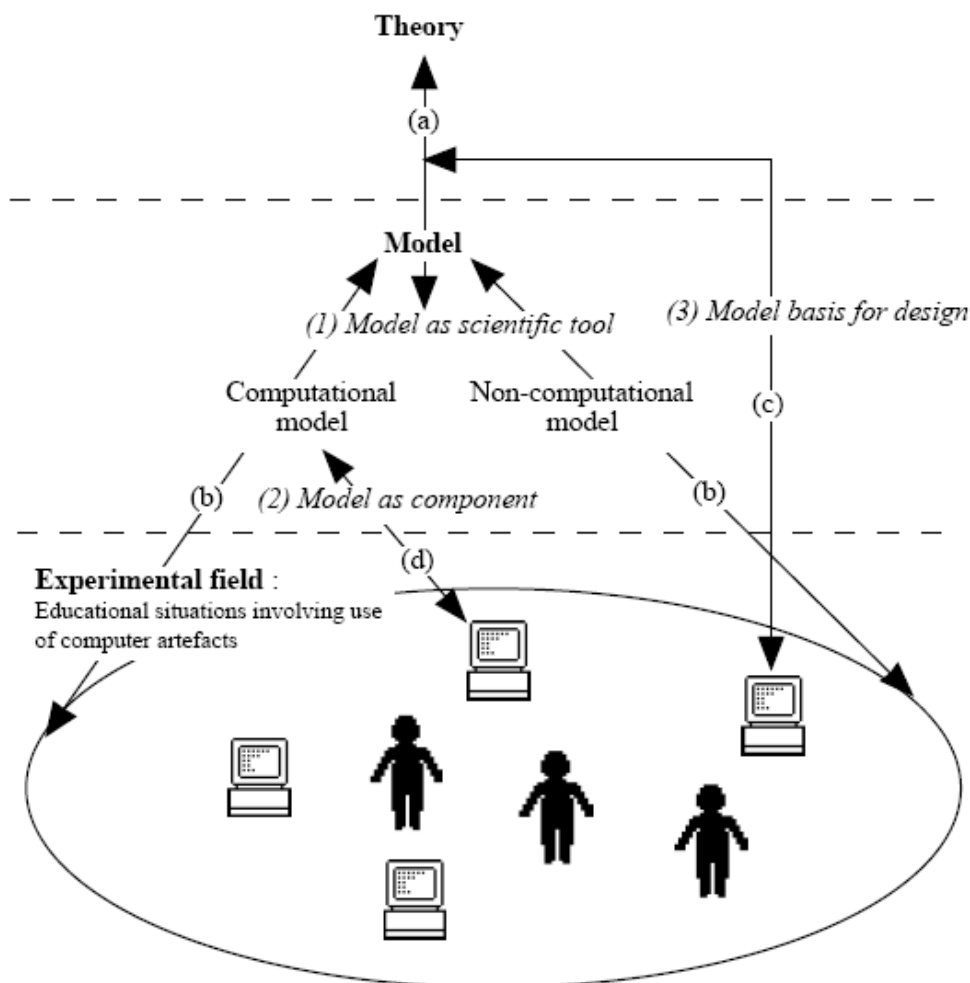 Theory
(a)
Model
(1) Model as scientific tool
(3) Model basis for design
Computational
model
Non-computational
model
(c)
(b)
(2) Model as component
(b)
(d)
Experimental field :
Educational situations involving use
of computer artefacts